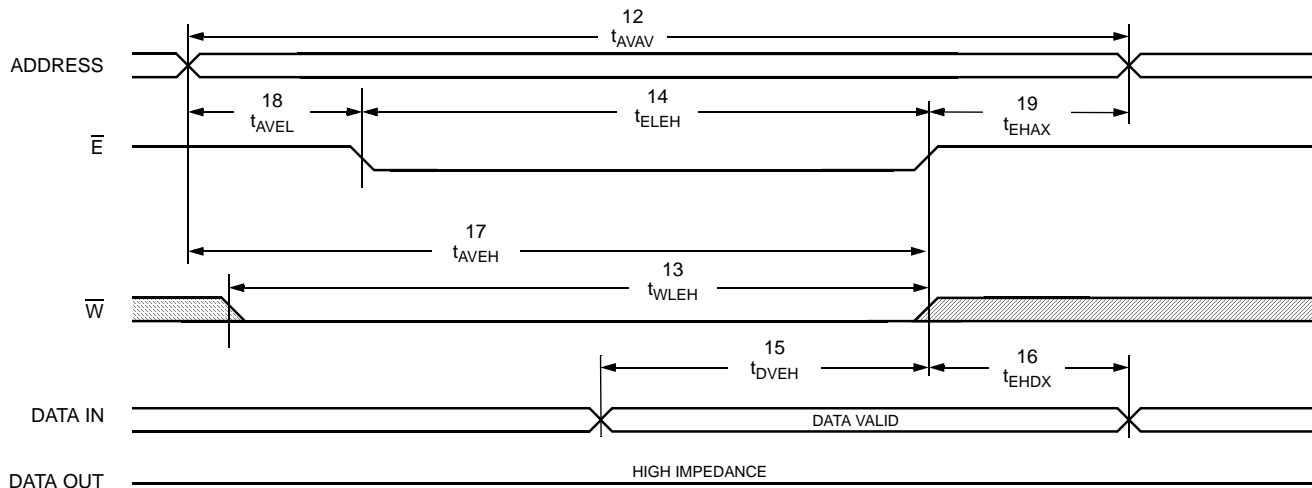 12
tAVAV
ADDRESS
18
tAVEL
14
tELEH
19
tEHAX
E
17
tAVEH
13
tWLEH
W
15
tDVEH
16
tEHDX
DATA IN
DATA VALID
HIGH IMPEDANCE
DATA OUT